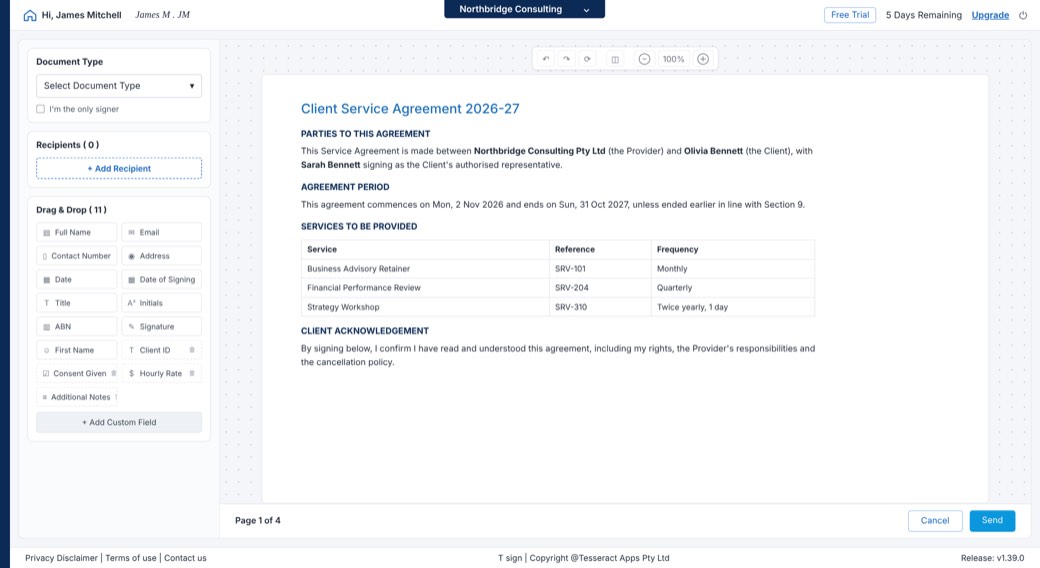 Hi, James Mitchell
James M . JM
Northbridge Consulting
Free Trial
5 Days Remaining
Upgrade
Document Type
Select Document Type
I'm the only signer
Recipients ( 0 )
+ Add Recipient
Drag & Drop ( 11 )
Full Name
Email
Contact Number
Address
Date
Date of Signing
T Title
Initials
ABN
Signature
First Name
T Client ID
Consent Given
$ Hourly Rate
Additional Notes
+ Add Custom Field
100%
Client Service Agreement 2026-27
PARTIES TO THIS AGREEMENT
This Service Agreement is made between Northbridge Consulting Pty Ltd (the Provider) and Olivia Bennett (the Client), with
Sarah Bennett signing as the Client's authorised representative.
AGREEMENT PERIOD
This agreement commences on Mon, 2 Nov 2026 and ends on Sun, 31 Oct 2027, unless ended earlier in line with Section 9.
SERVICES TO BE PROVIDED
Service Reference Frequency
Business Advisory Retainer SRV-101 Monthly
Financial Performance Review SRV-204 Quarterly
Strategy Workshop SRV-310 Twice yearly, 1 day
CLIENT ACKNOWLEDGEMENT
By signing below, I confirm I have read and understood this agreement, including my rights, the Provider's responsibilities and
the cancellation policy.
Page 1 of 4
Cancel
Send
Privacy Disclaimer | Terms of use | Contact us
T sign | Copyright @Tesseract Apps Pty Ltd
Release: v1.39.0